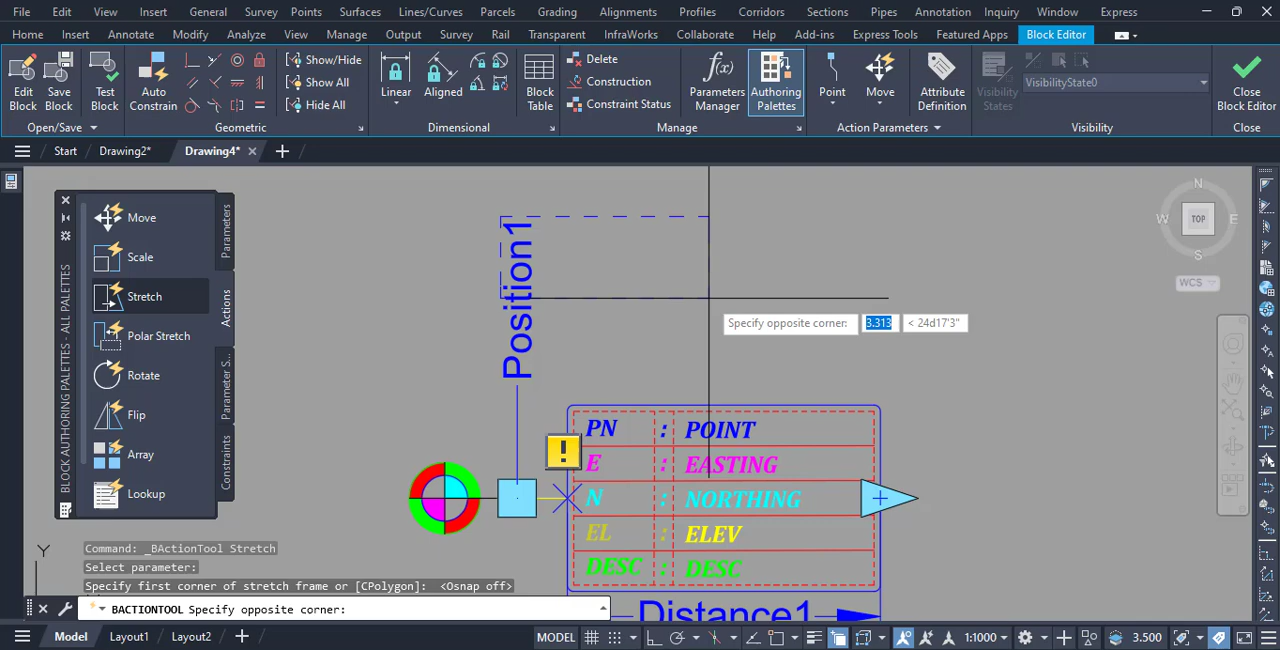 File Edit View Insert General Survey Points Surfaces Lines/Curves Parcels Grading Alignments Profiles Corridors Sections Pipes Annotation Inquiry Window Express
Home Insert Annotate Modify Analyze View Manage Output Survey Rail Transparent InfraWorks Collaborate Help Add-ins Express Tools Featured Apps Block Editor
Edit Block
Save Block
Test Block
Auto Constrain
Show/Hide
Show All
Hide All
Linear
Aligned
Block Table
Delete
Construction
Constraint Status
Parameters Manager
Authoring Palettes
Point
Move
Attribute Definition
Visibility States
VisibilityState0
Close Block Editor
Open/Save
Geometric
Dimensional
Manage
Action Parameters
Visibility
Close
Start Drawing2* Drawing4*
BLOCK AUTHORING PALETTES - ALL PALETTES
Move
Scale
Stretch
Polar Stretch
Rotate
Flip
Array
Lookup
Parameters
Actions
Parameter S...
Constraints
Position1
N
W TOP E
S
WCS
Specify opposite corner: 3.313 < 24d17'3"
!
PN : POINT
E : EASTING
N : NORTHING
EL : ELEV
DESC : DESC
Distance1
Y
Command: _BActionTool Stretch
Select parameter:
Specify first corner of stretch frame or [CPolygon]: <Osnap off>
BACTIONTOOL Specify opposite corner:
Model Layout1 Layout2
MODEL
1:1000
3.500